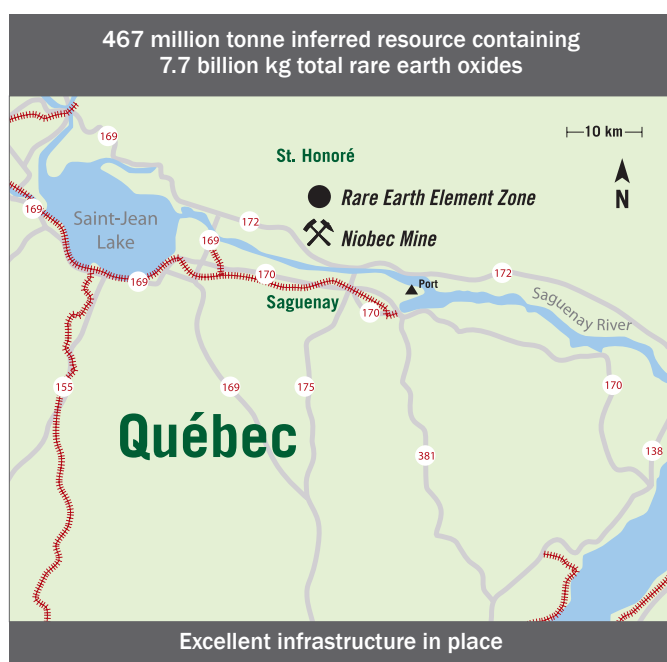 467 million tonne inferred resource containing
7.7 billion kg total rare earth oxides
169
10 km
St. Honoré
N
Rare Earth Element Zone
169
Saint-Jean
Lake
172
Niobec Mine
169
169
170
172
Port
Saguenay
170
Saguenay River
155
169
175
170
Québec
381
138
Excellent infrastructure in place